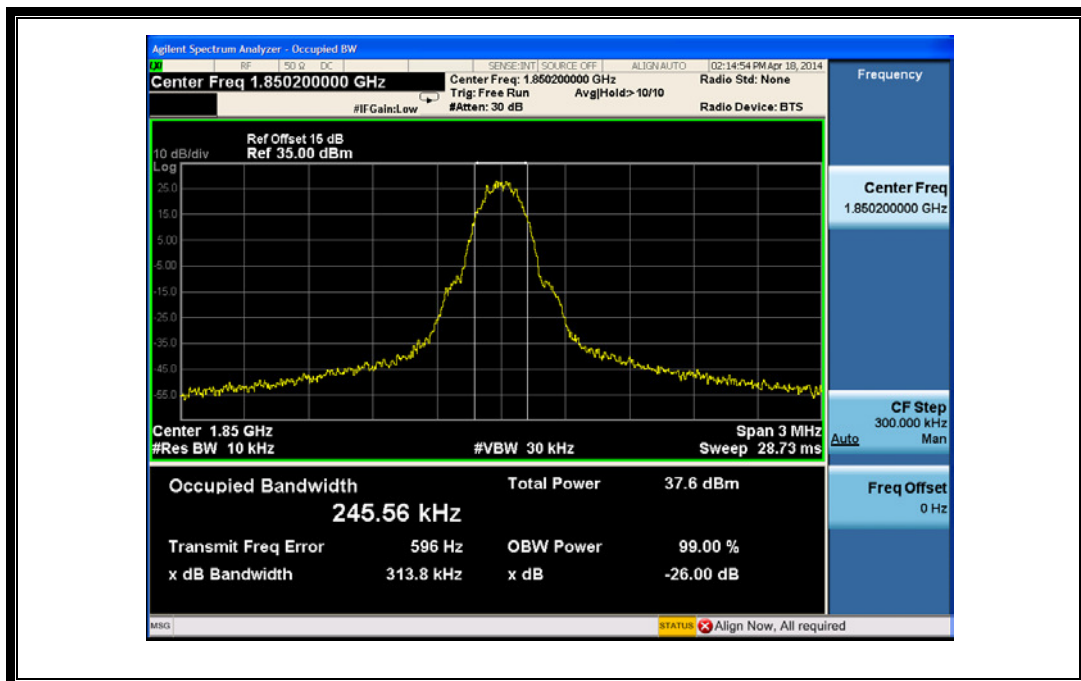 Agilent Spectrum Analyzer - Occupied BW
LXI RF 50 Ω DC SENSE:INT SOURCE OFF ALIGN AUTO 02:14:54 PM Apr 18, 2014
Center Freq 1.850200000 GHz
Center Freq: 1.850200000 GHz Radio Std: None
Trig: Free Run Avg|Hold:> 10/10
#IFGain:Low #Atten: 30 dB Radio Device: BTS
Ref Offset 15 dB
10 dB/div Ref 35.00 dBm
Log
25.0
15.0
5.00
-5.00
-15.0
-25.0
-35.0
-45.0
-55.0
Center 1.85 GHz Span 3 MHz
#Res BW 10 kHz #VBW 30 kHz Sweep 28.73 ms
Occupied Bandwidth Total Power 37.6 dBm
245.56 kHz
Transmit Freq Error 596 Hz OBW Power 99.00 %
x dB Bandwidth 313.8 kHz x dB -26.00 dB
MSG STATUS Align Now, All required
Frequency
Center Freq
1.850200000 GHz
CF Step
300.000 kHz
Auto Man
Freq Offset
0 Hz